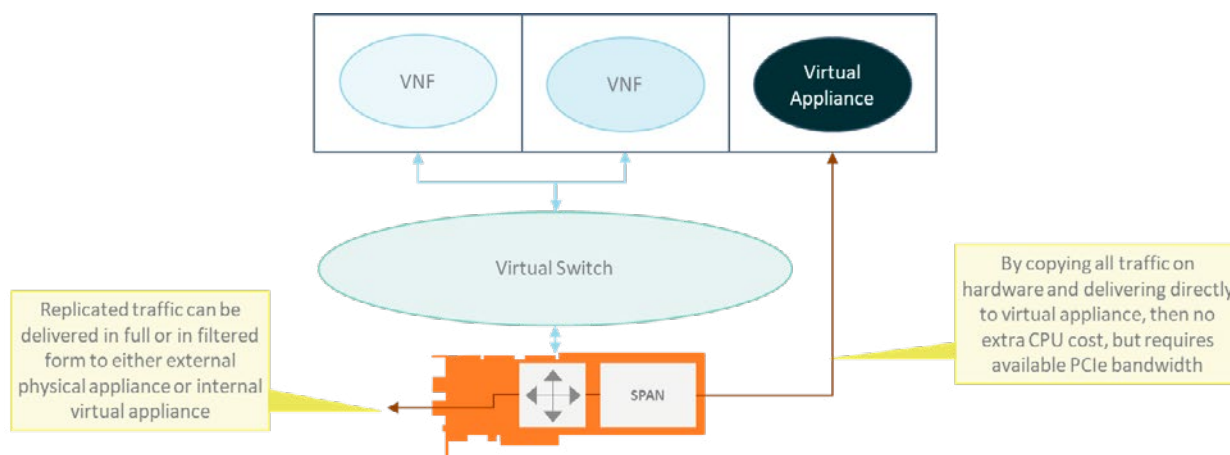 VNF
VNF
Virtual
Appliance
Virtual Switch
Replicated traffic can be
delivered in full or in filtered
form to either external
physical appliance or internal
virtual appliance
By copying all traffic on
hardware and delivering directly
to virtual appliance, then no
extra CPU cost, but requires
available PCIe bandwidth
SPAN